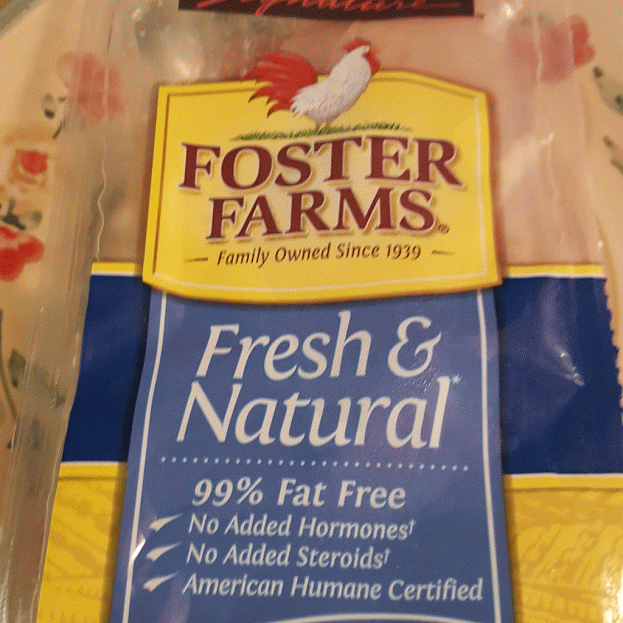 Signature
FOSTER
FARMS®
Family Owned Since 1939
Fresh &
Natural*
99% Fat Free
No Added Hormones†
No Added Steroids†
American Humane Certified